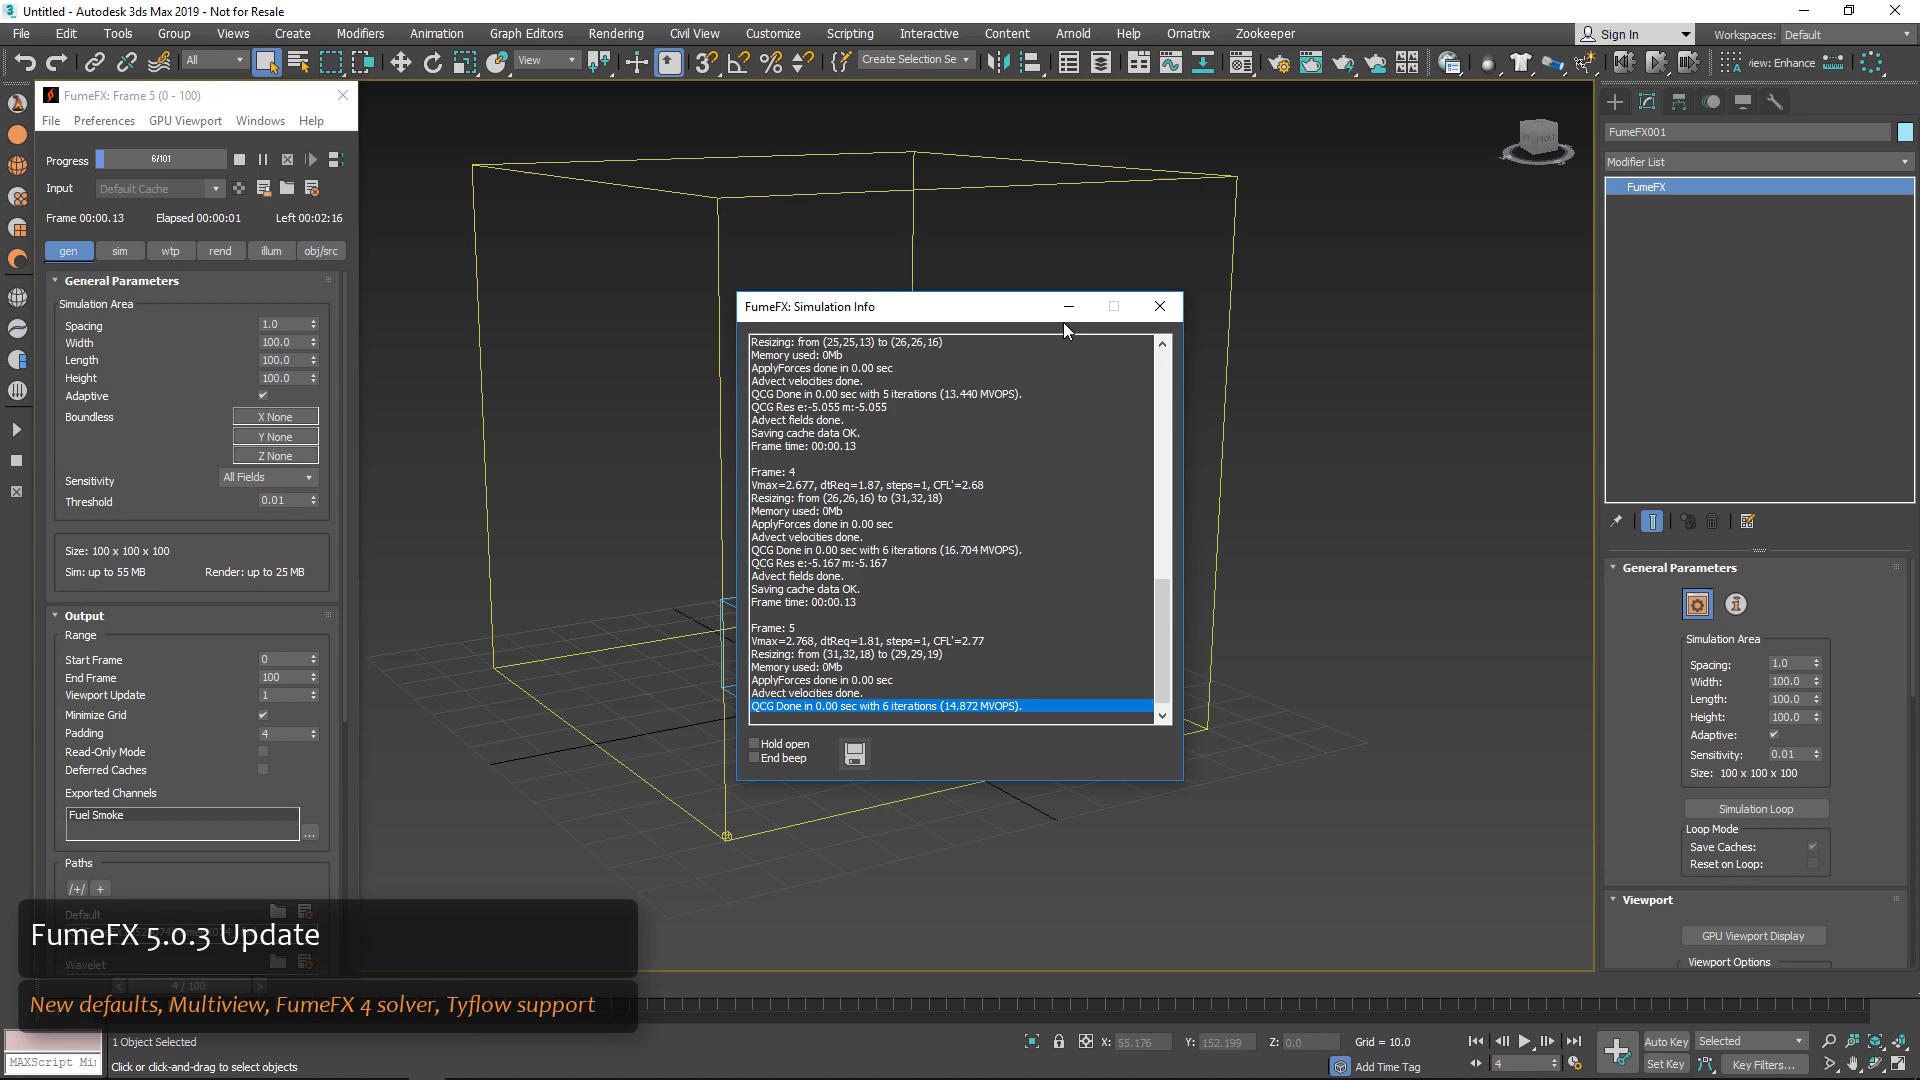 Untitled - Autodesk 3ds Max 2019 - Not for Resale
File Edit Tools Group Views Create Modifiers Animation Graph Editors Rendering Civil View Customize Scripting Interactive Content Arnold Help Ornatrix Zookeeper
Sign In
Workspaces: Default
All
View
Create Selection Se
view: Enhance
FumeFX: Frame 5 (0 - 100)
File Preferences GPU Viewport Windows Help
Progress 6/101
Input Default Cache
Frame 00:00.13 Elapsed 00:00:01 Left 00:02:16
gen sim wtp rend illum obj/src
General Parameters
Simulation Area
Spacing 1.0
Width 100.0
Length 100.0
Height 100.0
Adaptive
Boundless X None
Y None
Z None
Sensitivity All Fields
Threshold 0.01
Size: 100 x 100 x 100
Sim: up to 55 MB Render: up to 25 MB
Output
Range
Start Frame 0
End Frame 100
Viewport Update 1
Minimize Grid
Padding 4
Read-Only Mode
Deferred Caches
Exported Channels
Fuel Smoke
...
Paths
/+/ +
Default
Wavelet
4 / 100
FumeFX 5.0.3 Update
New defaults, Multiview, FumeFX 4 solver, Tyflow support
FumeFX: Simulation Info
Resizing: from (25,25,13) to (26,26,16)
Memory used: 0Mb
ApplyForces done in 0.00 sec
Advect velocities done.
QCG Done in 0.00 sec with 5 iterations (13.440 MVOPS).
QCG Res e:-5.055 m:-5.055
Advect fields done.
Saving cache data OK.
Frame time: 00:00.13
Frame: 4
Vmax=2.677, dtReq=1.87, steps=1, CFL'=2.68
Resizing: from (26,26,16) to (31,32,18)
Memory used: 0Mb
ApplyForces done in 0.00 sec
Advect velocities done.
QCG Done in 0.00 sec with 6 iterations (16.704 MVOPS).
QCG Res e:-5.167 m:-5.167
Advect fields done.
Saving cache data OK.
Frame time: 00:00.13
Frame: 5
Vmax=2.768, dtReq=1.81, steps=1, CFL'=2.77
Resizing: from (31,32,18) to (29,29,19)
Memory used: 0Mb
ApplyForces done in 0.00 sec
Advect velocities done.
QCG Done in 0.00 sec with 6 iterations (14.872 MVOPS).
Hold open
End beep
FRONT
FumeFX001
Modifier List
FumeFX
General Parameters
Simulation Area
Spacing: 1.0
Width: 100.0
Length: 100.0
Height: 100.0
Adaptive:
Sensitivity: 0.01
Size: 100 x 100 x 100
Simulation Loop
Loop Mode
Save Caches:
Reset on Loop:
Viewport
GPU Viewport Display
Viewport Options
MAXScript Mi
1 Object Selected
Click or click-and-drag to select objects
X: 55.176 Y: 152.199 Z: 0.0 Grid = 10.0
Add Time Tag
4
Auto Key Selected
Set Key Key Filters...